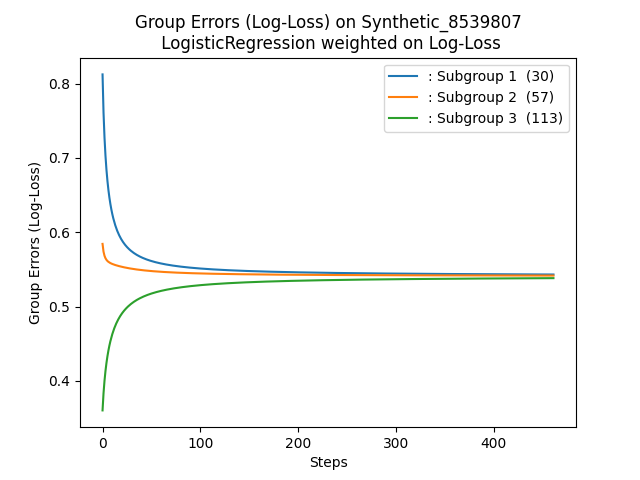 Group Errors (Log-Loss) on Synthetic_8539807
LogisticRegression weighted on Log-Loss
: Subgroup 1  (30)
: Subgroup 2  (57)
: Subgroup 3  (113)
Group Errors (Log-Loss)
0.8
0.7
0.6
0.5
0.4
0
100
200
300
400
Steps